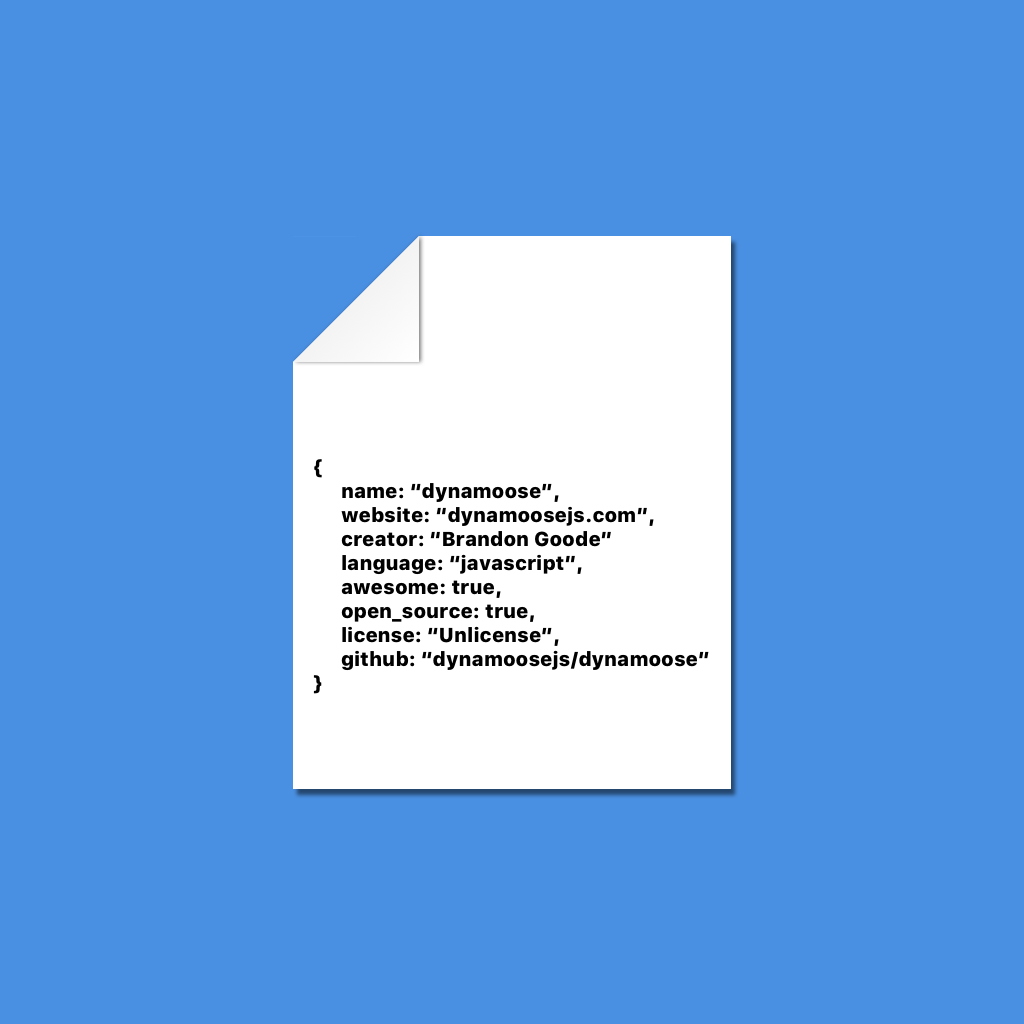 {
name: “dynamoose”,
website: “dynamoosejs.com”,
creator: “Brandon Goode”
language: “javascript”,
awesome: true,
open_source: true,
license: “Unlicense”,
github: “dynamoosejs/dynamoose”
}